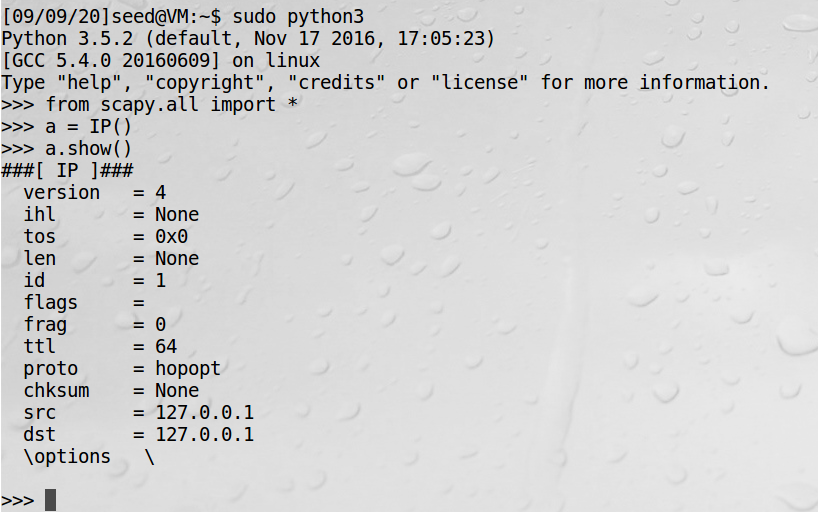 [09/09/20]seed@VM:~$ sudo python3
Python 3.5.2 (default, Nov 17 2016, 17:05:23)
[GCC 5.4.0 20160609] on linux
Type "help", "copyright", "credits" or "license" for more information.
>>> from scapy.all import *
>>> a = IP()
>>> a.show()
###[ IP ]###
  version   = 4
  ihl       = None
  tos       = 0x0
  len       = None
  id        = 1
  flags     =
  frag      = 0
  ttl       = 64
  proto     = hopopt
  chksum    = None
  src       = 127.0.0.1
  dst       = 127.0.0.1
  \options   \
>>>